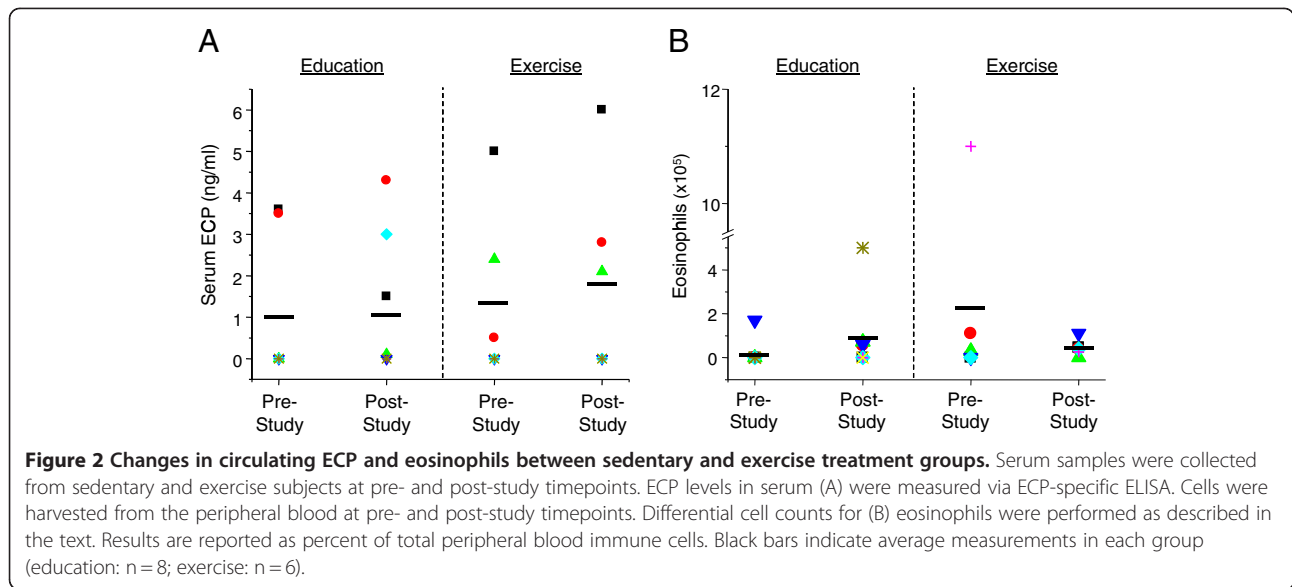 A
Education
Exercise
Serum ECP (ng/ml)
6
5
4
3
2
1
0
Pre-
Study
Post-
Study
Pre-
Study
Post-
Study
B
Education
Exercise
Eosinophils (x10⁵)
12
10
4
2
0
Pre-
Study
Post-
Study
Pre-
Study
Post-
Study
Figure 2 Changes in circulating ECP and eosinophils between sedentary and exercise treatment groups. Serum samples were collected
from sedentary and exercise subjects at pre- and post-study timepoints. ECP levels in serum (A) were measured via ECP-specific ELISA. Cells were
harvested from the peripheral blood at pre- and post-study timepoints. Differential cell counts for (B) eosinophils were performed as described in
the text. Results are reported as percent of total peripheral blood immune cells. Black bars indicate average measurements in each group
(education: n = 8; exercise: n = 6).